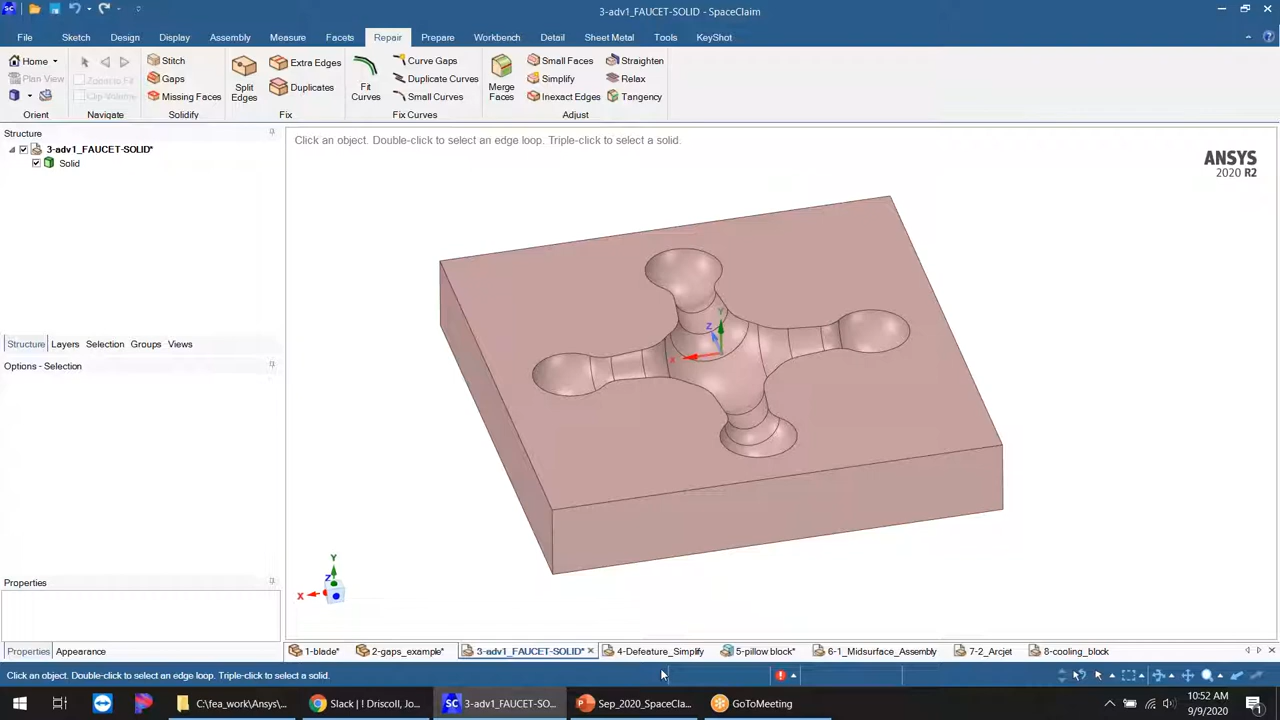 3-adv1_FAUCET-SOLID - SpaceClaim
File Sketch Design Display Assembly Measure Facets Repair Prepare Workbench Detail Sheet Metal Tools KeyShot
Home
Plan View
Orient
Zoom to Fit
Clip Volume
Navigate
Stitch
Gaps
Missing Faces
Solidify
Split Edges
Extra Edges
Duplicates
Fix
Fit Curves
Curve Gaps
Duplicate Curves
Small Curves
Fix Curves
Merge Faces
Small Faces
Simplify
Inexact Edges
Straighten
Relax
Tangency
Adjust
Structure
3-adv1_FAUCET-SOLID*
Solid
Structure Layers Selection Groups Views
Options - Selection
Properties
Properties Appearance
Click an object. Double-click to select an edge loop. Triple-click to select a solid.
ANSYS
2020 R2
Y
Z
X
Y
Z
X
1-blade* 2-gaps_example* 3-adv1_FAUCET-SOLID* 4-Defeature_Simplify 5-pillow block* 6-1_Midsurface_Assembly 7-2_Arcjet 8-cooling_block
Click an object. Double-click to select an edge loop. Triple-click to select a solid.
C:\fea_work\Ansys\... Slack | ! Driscoll, Jo... 3-adv1_FAUCET-SO... Sep_2020_SpaceCla... GoToMeeting
10:52 AM
9/9/2020